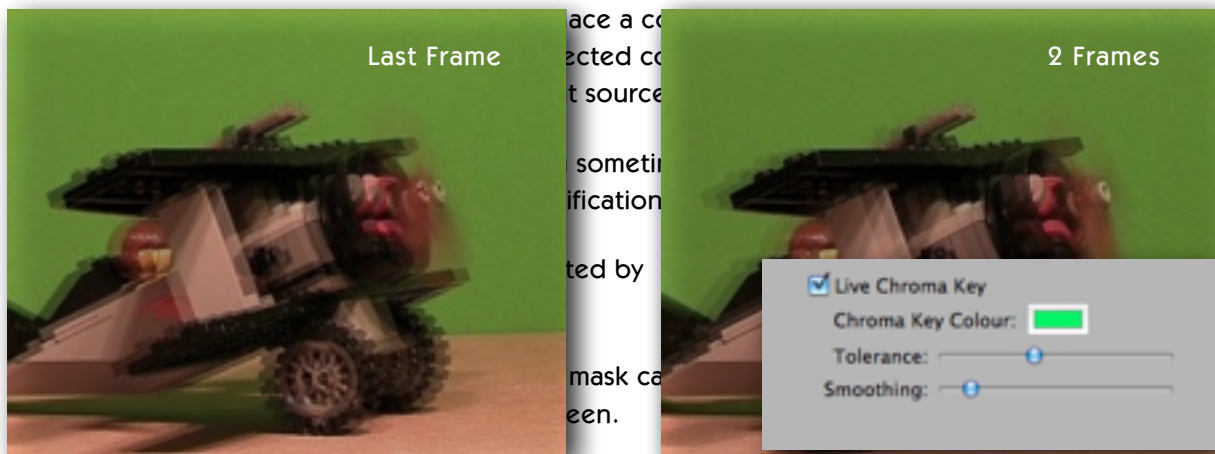 Last Frame
ace a co
ected co
t source
sometin
ification
ted by
mask ca
een.
2 Frames
Live Chroma Key
Chroma Key Colour:
Tolerance:
Smoothing: